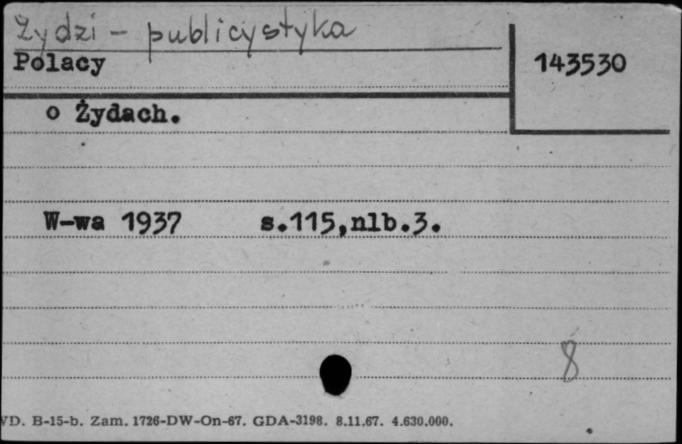 Żydzi - publicystyka
Polacy
143530
o Żydach.
W-wa 1937 s.115,nlb.3.
8
VD. B-15-b. Zam. 1726-DW-On-67. GDA-3198. 8.11.67. 4.630.000.